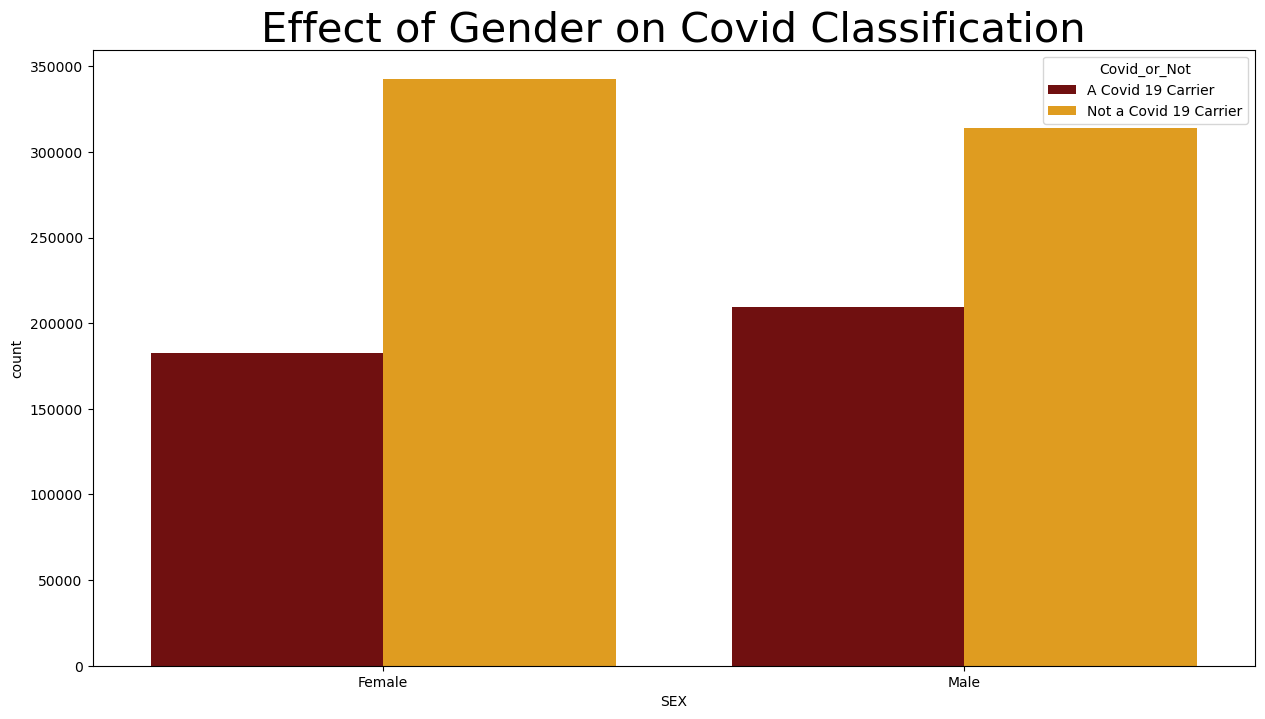 Effect of Gender on Covid Classification
Covid_or_Not
A Covid 19 Carrier
Not a Covid 19 Carrier
count
350000
300000
250000
200000
150000
100000
50000
0
Female
Male
SEX